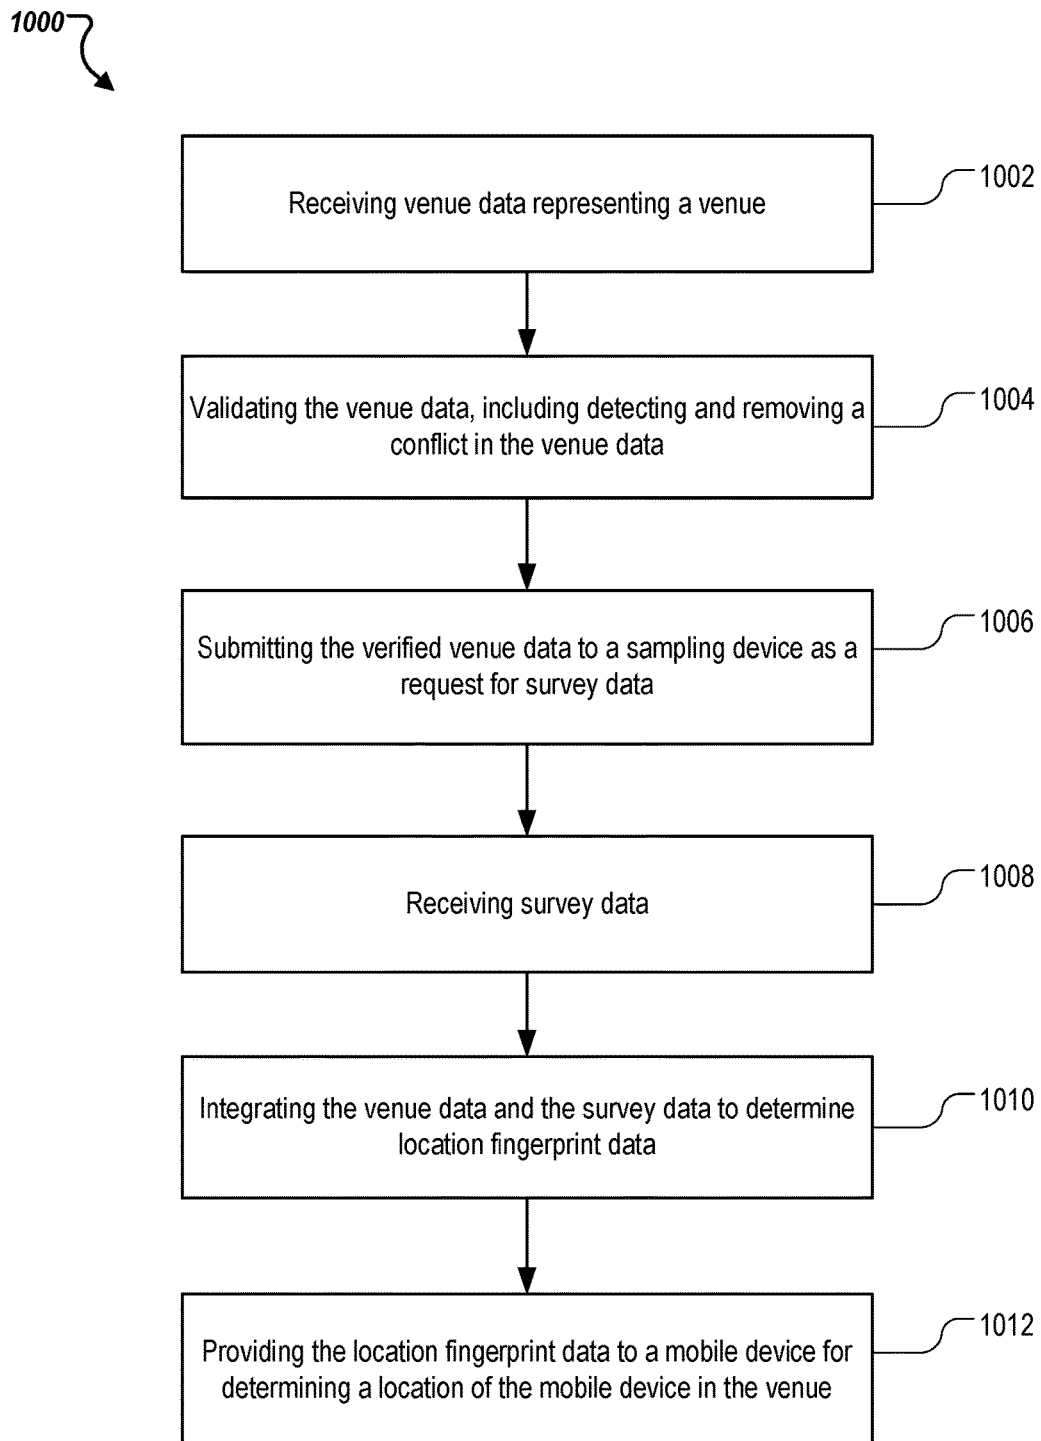 1000
Receiving venue data representing a venue
1002
Validating the venue data, including detecting and removing a
conflict in the venue data
1004
Submitting the verified venue data to a sampling device as a
request for survey data
1006
Receiving survey data
1008
Integrating the venue data and the survey data to determine
location fingerprint data
1010
Providing the location fingerprint data to a mobile device for
determining a location of the mobile device in the venue
1012